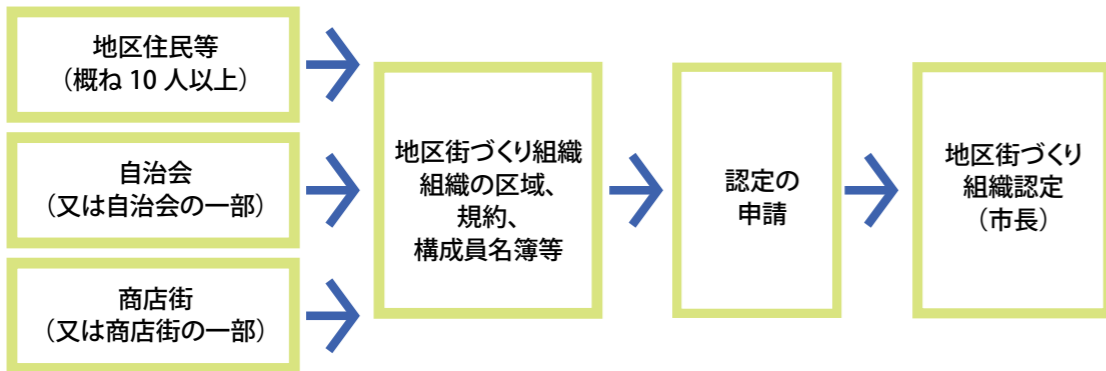 地区住民等
（概ね 10 人以上）
自治会
（又は自治会の一部）
商店街
（又は商店街の一部）
地区街づくり組織
組織の区域、
規約、
構成員名簿等
認定の
申請
地区街づくり
組織認定
（市長）